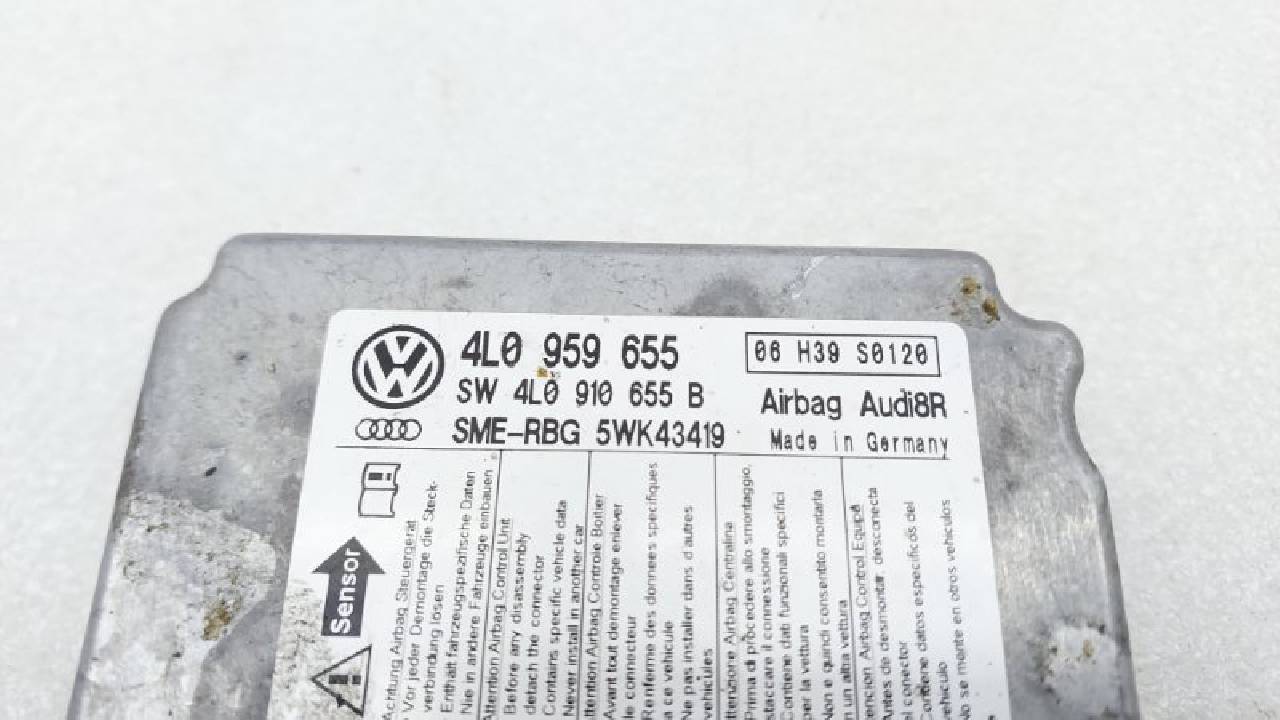 4L0 959 655
06 H39 S0120
SW 4L0 910 655 B
Airbag Audi8R
SME-RBG 5WK43419
Made in Germany
Sensor
Achtung Airbag Steuergerät
Vor jeder Demontage die Steck-
verbindung lösen
Enthält fahrzeugspezifische Daten
Nie in andere Fahrzeuge einbauen
Attention Airbag Control Unit
Before any disassembly
detach the connector
Contains specific vehicle data
Never install in another car
Attention Airbag Controle Boitier
Avant tout demontage enlever
le connecteur
Renferme des donnees specifiques
a ce vehicule
Ne pas installer dans d'autres
vehicules
Attenzione Airbag Centralina
Prima di procedere allo smontaggio,
staccare il connessione
Contiene dati funzionali specifici
per la vettura
Non e quindi consentito montarla
in un altra vettura
Atencion Airbag Control Equipa
Antes de desmontar, desconecta
el conector
Contiene datos especificos del
vehiculo
No se mente en otros vehiculos